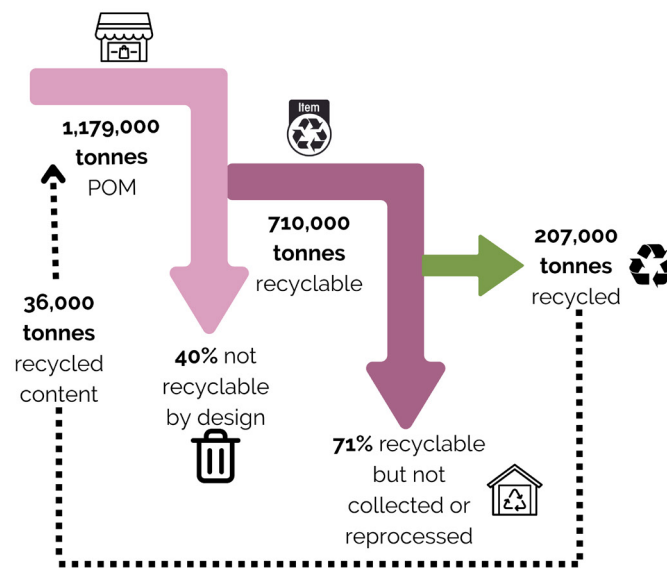 Item
1,179,000
tonnes
POM
710,000
tonnes
recyclable
207,000
tonnes
recycled
36,000
tonnes
recycled
content
40% not
recyclable
by design
71% recyclable
but not
collected or
reprocessed